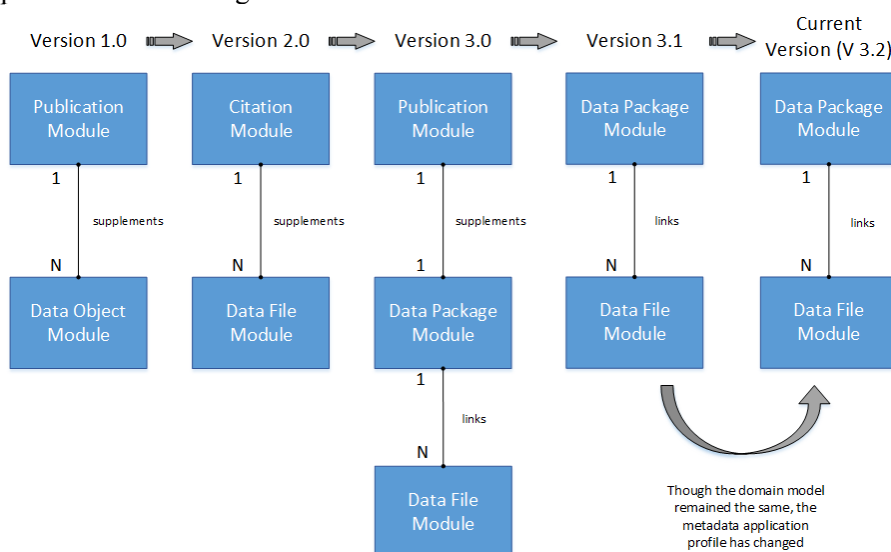 Version 1.0
Version 2.0
Version 3.0
Version 3.1
Current
Version (V 3.2)
Publication
Module
Citation
Module
Publication
Module
Data Package
Module
Data Package
Module
1
1
1
1
1
supplements
supplements
supplements
links
links
N
N
1
N
N
Data Object
Module
Data File
Module
Data Package
Module
Data File
Module
Data File
Module
1
links
N
Data File
Module
Though the domain model
remained the same, the
metadata application
profile has changed